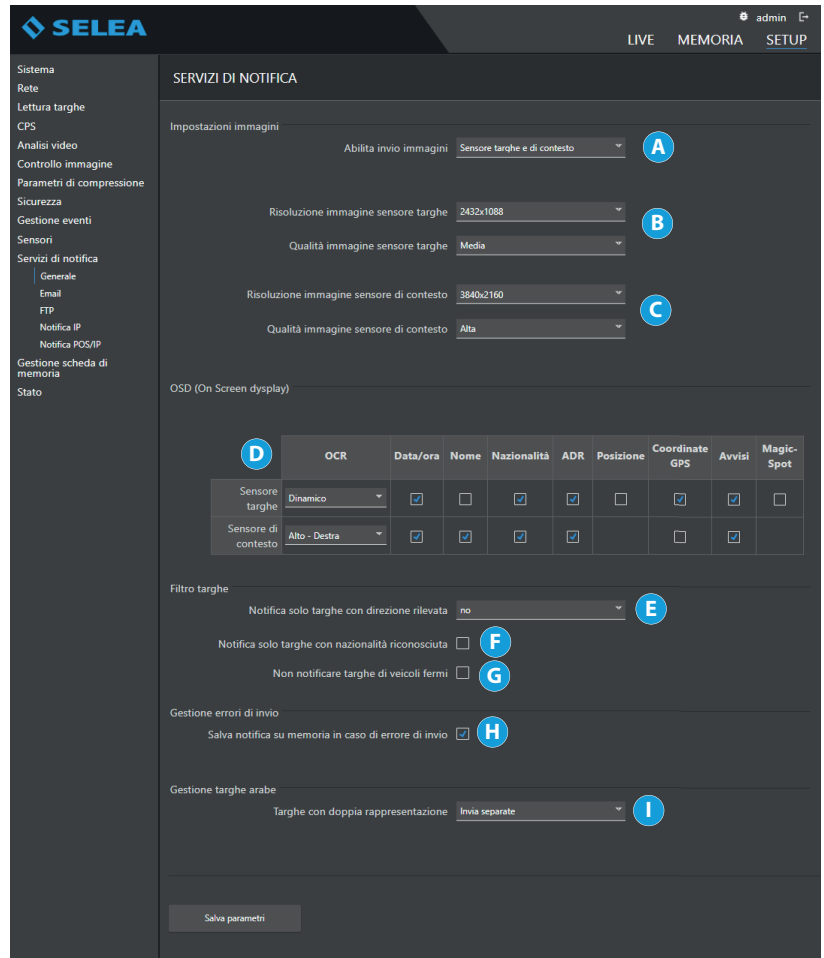 SELEA
admin
LIVE MEMORIA SETUP
Sistema
Rete
Lettura targhe
CPS
Analisi video
Controllo immagine
Parametri di compressione
Sicurezza
Gestione eventi
Sensori
Servizi di notifica
Generale
Email
FTP
Notifica IP
Notifica POS/IP
Gestione scheda di
memoria
Stato
SERVIZI DI NOTIFICA
Impostazioni immagini
Abilita invio immagini Sensore targhe e di contesto A
Risoluzione immagine sensore targhe 2432x1088
B
Qualità immagine sensore targhe Media
Risoluzione immagine sensore di contesto 3840x2160
C
Qualità immagine sensore di contesto Alta
OSD (On Screen dysplay)
D OCR Data/ora Nome Nazionalità ADR Posizione Coordinate GPS Avvisi Magic-Spot
Sensore targhe Dinamico
Sensore di contesto Alto - Destra
Filtro targhe
Notifica solo targhe con direzione rilevata no E
Notifica solo targhe con nazionalità riconosciuta F
Non notificare targhe di veicoli fermi G
Gestione errori di invio
Salva notifica su memoria in caso di errore di invio H
Gestione targhe arabe
Targhe con doppia rappresentazione Invia separate I
Salva parametri